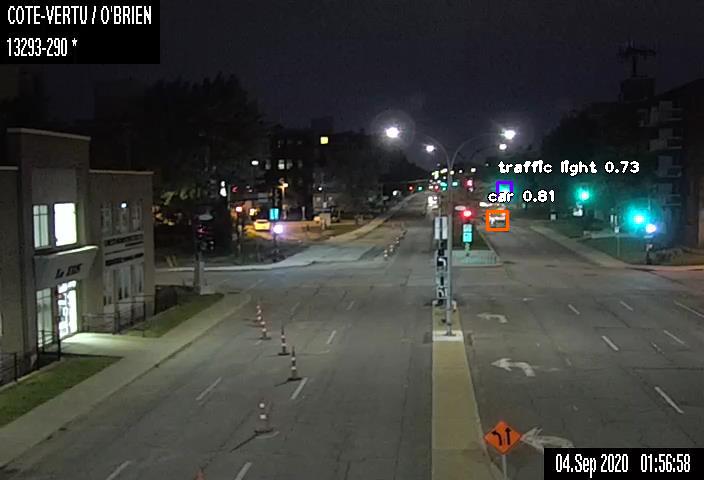 COTE-VERTU / O'BRIEN
13293-290 *
traffic light 0.73
car 0.81
04.Sep 2020 01:56:58